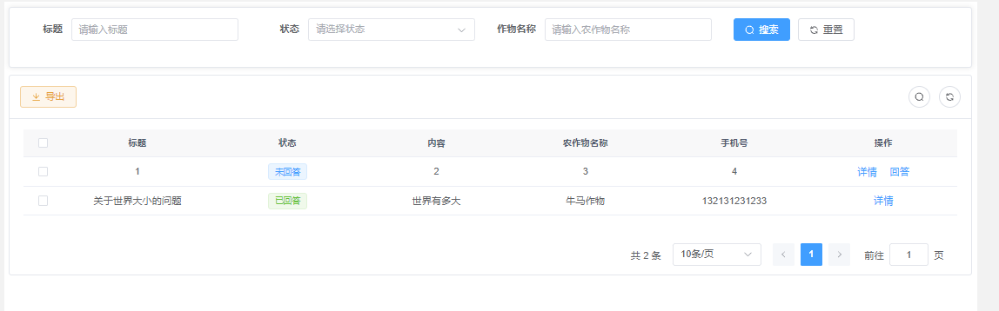 标题 请输入标题 状态 请选择状态 作物名称 请输入农作物名称 搜索 重置
导出
标题 状态 内容 农作物名称 手机号 操作
1 未回答 2 3 4 详情 回答
关于世界大小的问题 已回答 世界有多大 牛马作物 132131231233 详情
共 2 条 10条/页 1 前往 1 页